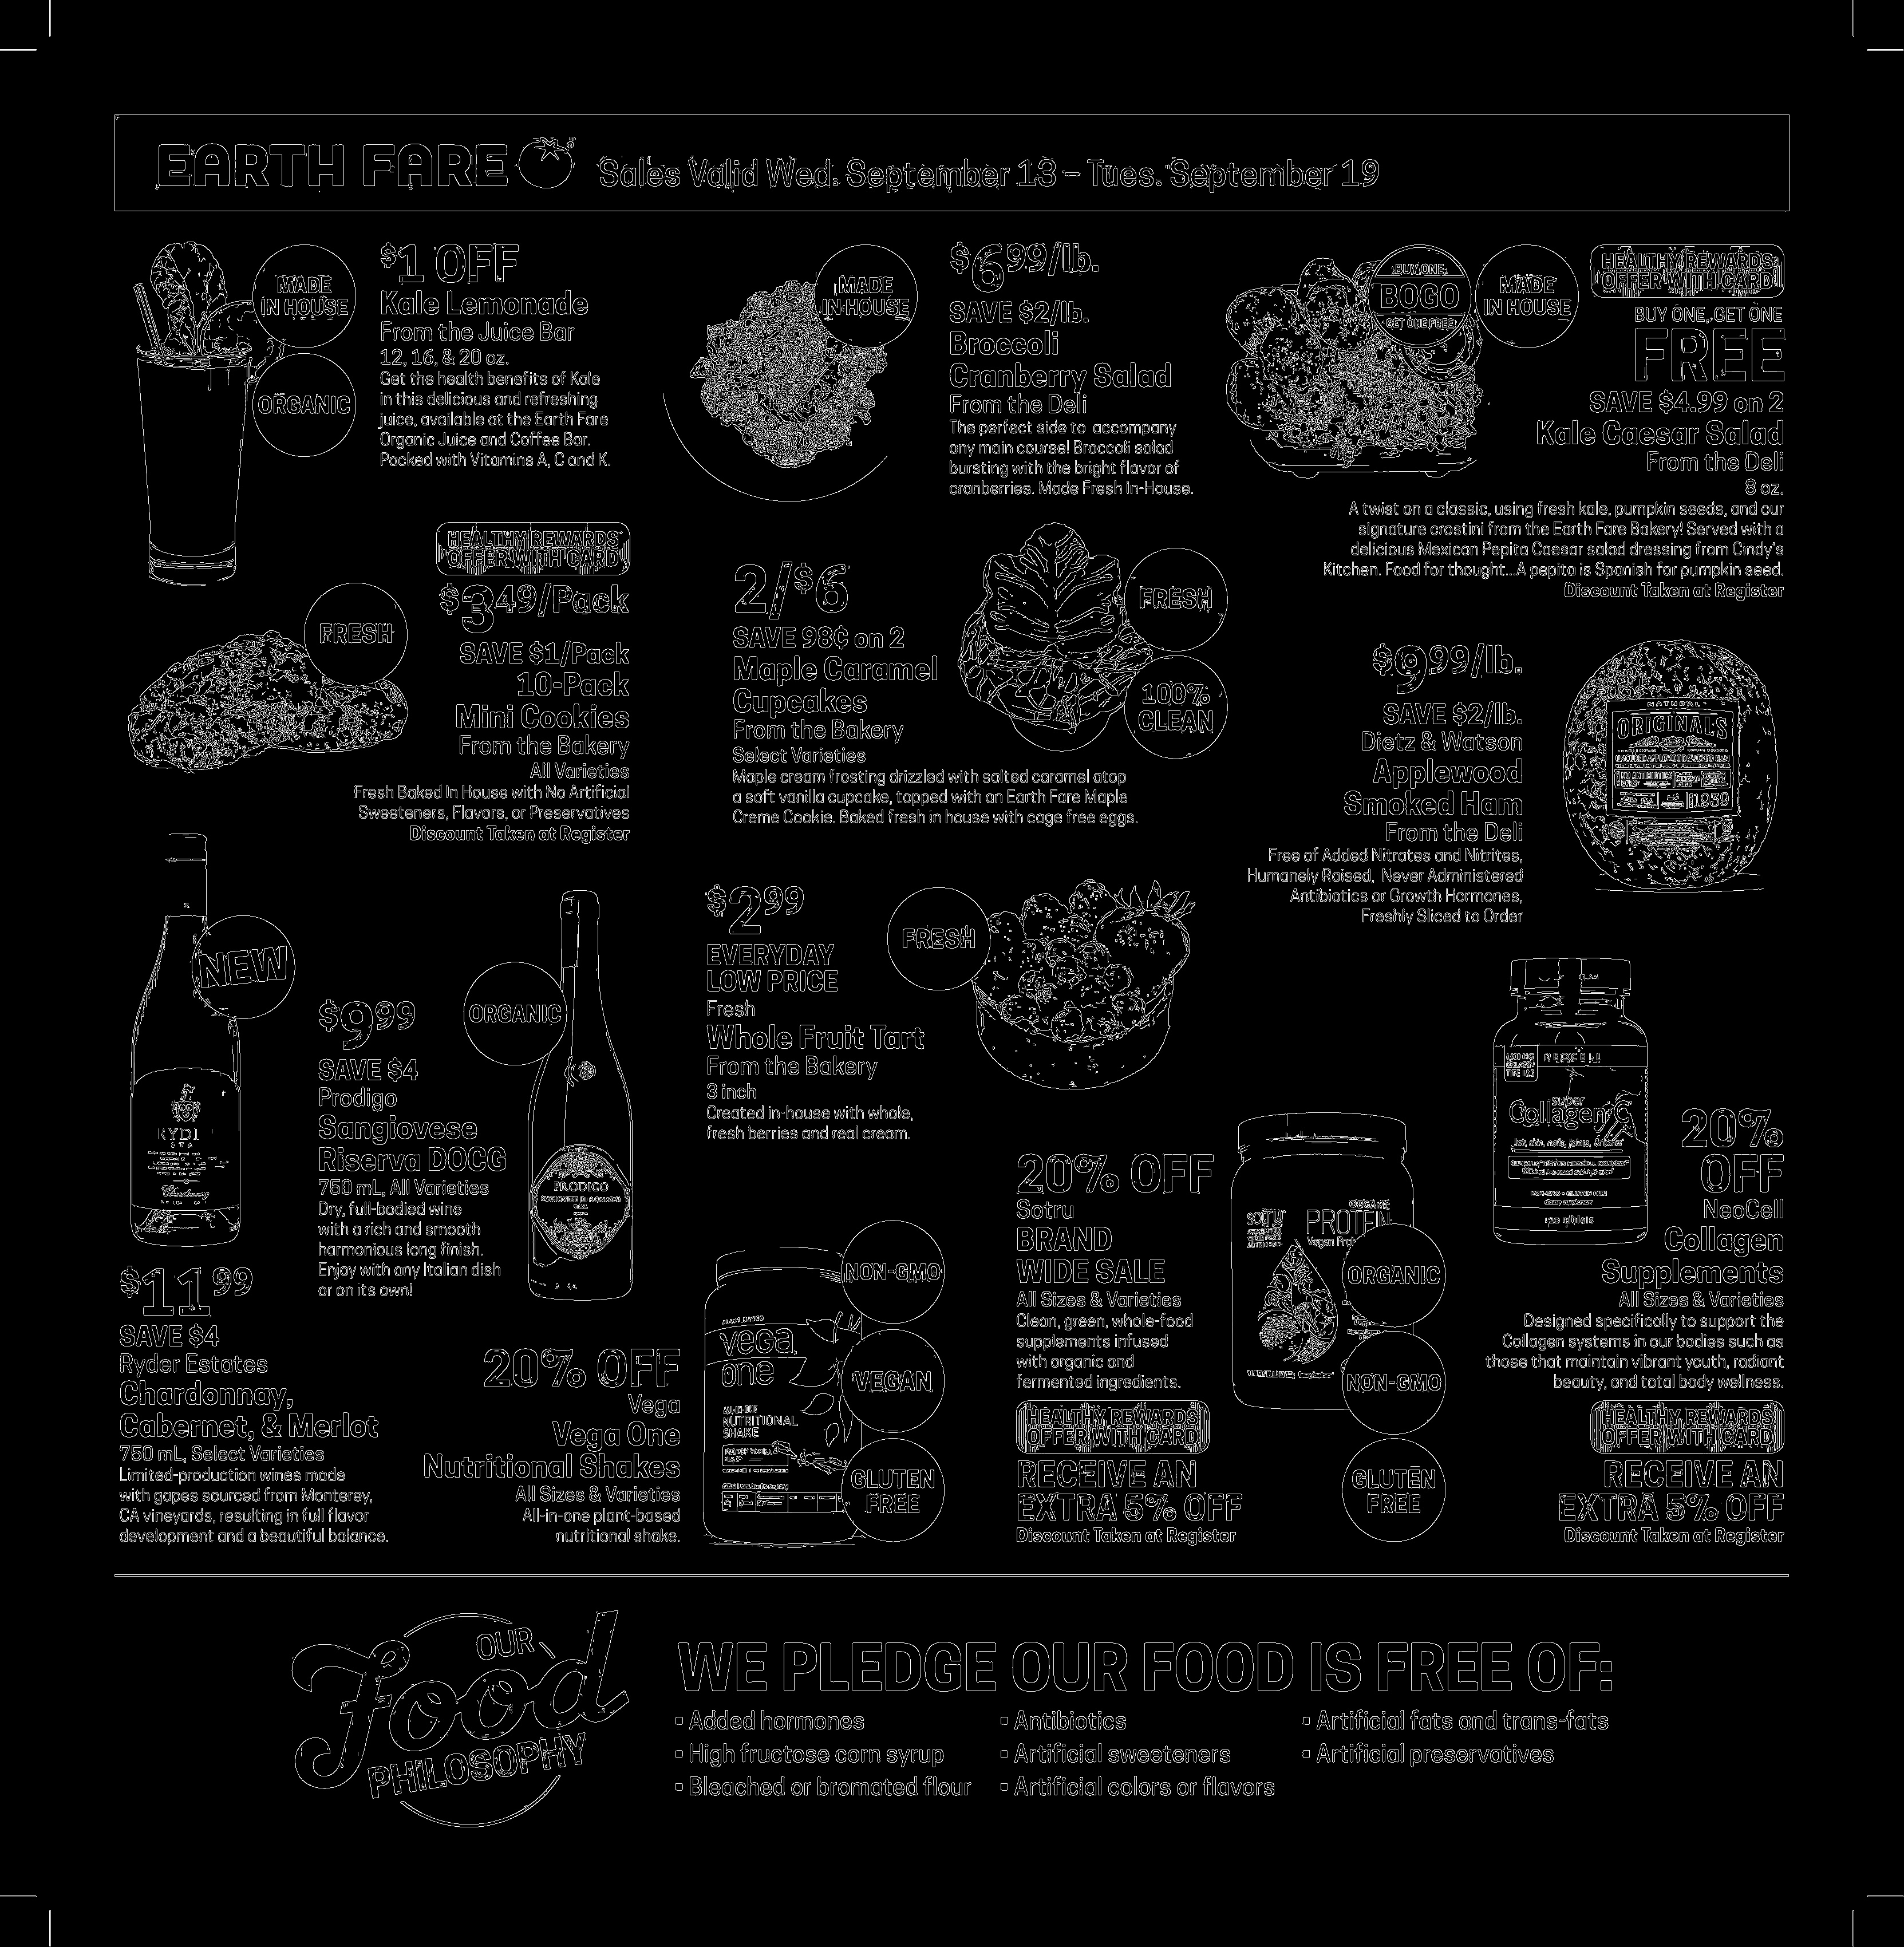 EARTH FARE Sales Valid Wed. September 13 – Tues. September 19
MADE
IN HOUSE
ORGANIC
$1 OFF
Kale Lemonade
From the Juice Bar
12, 16, & 20 oz.
Get the health benefits of Kale
in this delicious and refreshing
juice, available at the Earth Fare
Organic Juice and Coffee Bar.
Packed with Vitamins A, C and K.
MADE
IN HOUSE
$6.99/lb.
SAVE $2/lb.
Broccoli
Cranberry Salad
From the Deli
The perfect side to accompany
any main course! Broccoli salad
bursting with the bright flavor of
cranberries. Made Fresh In-House.
BUY ONE
BOGO
GET ONE FREE
MADE
IN HOUSE
HEALTHY REWARDS
OFFER WITH CARD
BUY ONE, GET ONE
FREE
SAVE $4.99 on 2
Kale Caesar Salad
From the Deli
8 oz.
A twist on a classic, using fresh kale, pumpkin seeds, and our
signature crostini from the Earth Fare Bakery! Served with a
delicious Mexican Pepita Caesar salad dressing from Cindy's
Kitchen. Food for thought...A pepita is Spanish for pumpkin seed.
Discount Taken at Register
FRESH
HEALTHY REWARDS
OFFER WITH CARD
$3.49/Pack
SAVE $1/Pack
10-Pack
Mini Cookies
From the Bakery
All Varieties
Fresh Baked In House with No Artificial
Sweeteners, Flavors, or Preservatives
Discount Taken at Register
2/$6
SAVE 98¢ on 2
Maple Caramel
Cupcakes
From the Bakery
Select Varieties
Maple cream frosting drizzled with salted caramel atop
a soft vanilla cupcake, topped with an Earth Fare Maple
Creme Cookie. Baked fresh in house with cage free eggs.
FRESH
100%
CLEAN
$9.99/lb.
SAVE $2/lb.
Dietz & Watson
Applewood
Smoked Ham
From the Deli
Free of Added Nitrates and Nitrites,
Humanely Raised, Never Administered
Antibiotics or Growth Hormones,
Freshly Sliced to Order
NATURAL
ORIGINALS
1939
NEW
$11.99
SAVE $4
Ryder Estates
Chardonnay,
Cabernet, & Merlot
750 mL, Select Varieties
Limited-production wines made
with gapes sourced from Monterey,
CA vineyards, resulting in full flavor
development and a beautiful balance.
$9.99
SAVE $4
Prodigo
Sangiovese
Riserva DOCG
750 mL, All Varieties
Dry, full-bodied wine
with a rich and smooth
harmonious long finish.
Enjoy with any Italian dish
or on its own!
ORGANIC
PRODIGO
$2.99
EVERYDAY
LOW PRICE
Fresh
Whole Fruit Tart
From the Bakery
3 inch
Created in-house with whole,
fresh berries and real cream.
FRESH
20% OFF
Vega
Vega One
Nutritional Shakes
All Sizes & Varieties
All-in-one plant-based
nutritional shake.
vega
one
ALL-IN-ONE
NUTRITIONAL
SHAKE
NON-GMO
VEGAN
GLUTEN
FREE
20% OFF
Sotru
BRAND
WIDE SALE
All Sizes & Varieties
Clean, green, whole-food
supplements infused
with organic and
fermented ingredients.
HEALTHY REWARDS
OFFER WITH CARD
RECEIVE AN
EXTRA 5% OFF
Discount Taken at Register
SOTRU
ORGANIC
PROTEIN
ORGANIC
NON-GMO
GLUTEN
FREE
NEOCELL
super
Collagen+C
120 tablets
20%
OFF
NeoCell
Collagen
Supplements
All Sizes & Varieties
Designed specifically to support the
Collagen systems in our bodies such as
those that maintain vibrant youth, radiant
beauty, and total body wellness.
HEALTHY REWARDS
OFFER WITH CARD
RECEIVE AN
EXTRA 5% OFF
Discount Taken at Register
OUR
Food
PHILOSOPHY
WE PLEDGE OUR FOOD IS FREE OF:
• Added hormones
• High fructose corn syrup
• Bleached or bromated flour
• Antibiotics
• Artificial sweeteners
• Artificial colors or flavors
• Artificial fats and trans-fats
• Artificial preservatives